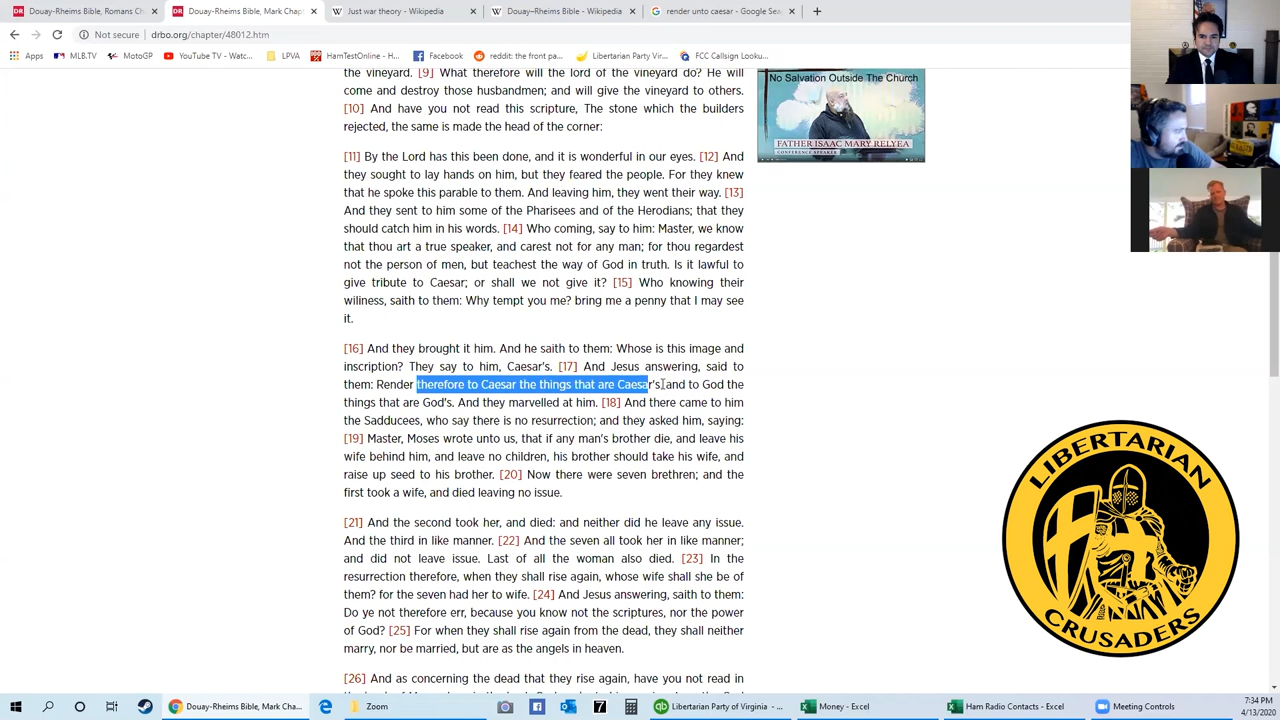 Douay-Rheims Bible, Romans Chap
Douay-Rheims Bible, Mark Chapt
Just war theory - Wikipedia
Douay–Rheims Bible - Wikipedia
render unto caesar - Google Sea
Not secure
drbo.org/chapter/48012.htm
Apps
MLB.TV
MotoGP
YouTube TV - Watc...
LPVA
HamTestOnline - H...
Facebook
reddit: the front pa...
Libertarian Party Vir...
FCC Callsign Looku...
the vineyard. [9] What therefore will the lord of the vineyard do? He will
come and destroy those husbandmen; and will give the vineyard to others.
[10] And have you not read this scripture, The stone which the builders
rejected, the same is made the head of the corner:
[11] By the Lord has this been done, and it is wonderful in our eyes. [12] And
they sought to lay hands on him, but they feared the people. For they knew
that he spoke this parable to them. And leaving him, they went their way. [13]
And they sent to him some of the Pharisees and of the Herodians; that they
should catch him in his words. [14] Who coming, say to him: Master, we know
that thou art a true speaker, and carest not for any man; for thou regardest
not the person of men, but teachest the way of God in truth. Is it lawful to
give tribute to Caesar; or shall we not give it? [15] Who knowing their
wiliness, saith to them: Why tempt you me? bring me a penny that I may see
it.
[16] And they brought it him. And he saith to them: Whose is this image and
inscription? They say to him, Caesar's. [17] And Jesus answering, said to
them: Render therefore to Caesar the things that are Caesar's, and to God the
things that are God's. And they marvelled at him. [18] And there came to him
the Sadducees, who say there is no resurrection; and they asked him, saying:
[19] Master, Moses wrote unto us, that if any man's brother die, and leave his
wife behind him, and leave no children, his brother should take his wife, and
raise up seed to his brother. [20] Now there were seven brethren; and the
first took a wife, and died leaving no issue.
[21] And the second took her, and died: and neither did he leave any issue.
And the third in like manner. [22] And the seven all took her in like manner;
and did not leave issue. Last of all the woman also died. [23] In the
resurrection therefore, when they shall rise again, whose wife shall she be of
them? for the seven had her to wife. [24] And Jesus answering, saith to them:
Do ye not therefore err, because you know not the scriptures, nor the power
of God? [25] For when they shall rise again from the dead, they shall neither
marry, nor be married, but are as the angels in heaven.
[26] And as concerning the dead that they rise again, have you not read in
No Salvation Outside The Church
FATHER ISAAC MARY RELYEA
CONFERENCE SPEAKER
LIBERTARIAN
CRUSADERS
Douay-Rheims Bible, Mark Cha...
Zoom
7
Libertarian Party of Virginia - ...
Money - Excel
Ham Radio Contacts - Excel
Meeting Controls
7:34 PM
4/13/2020